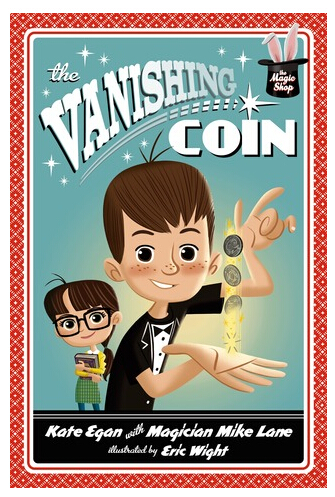 the
VANISHING
COIN
the
Magic
Shop
Kate Egan with Magician Mike Lane
illustrated by Eric Wight